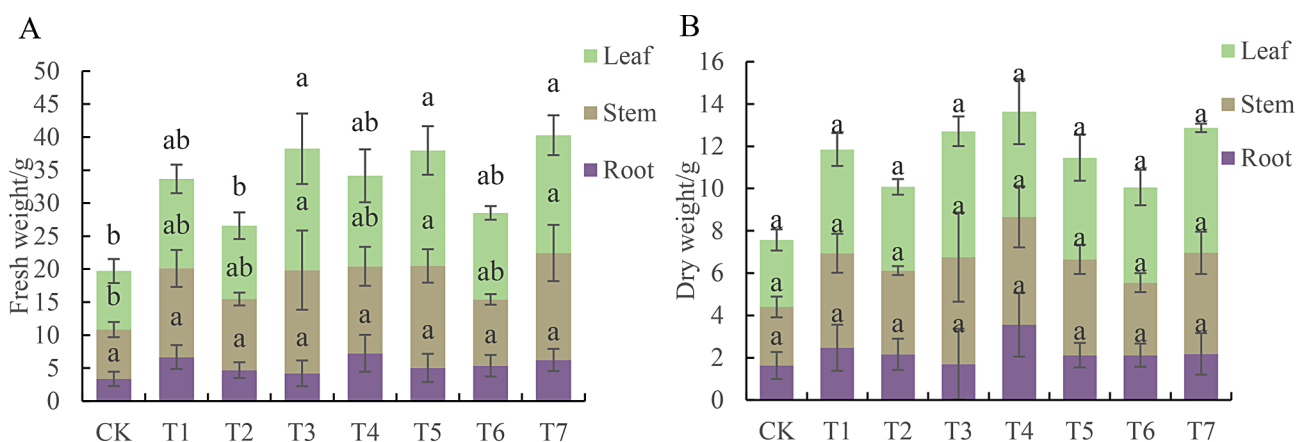 A
Leaf
Stem
Root
Fresh weight/g
50
45
40
35
30
25
20
15
10
5
0
b ab b a ab a ab a
b ab ab a ab a ab a
a a a a a a a a
CK T1 T2 T3 T4 T5 T6 T7
B
Leaf
Stem
Root
Dry weight/g
16
14
12
10
8
6
4
2
0
a a a a a a a a
a a a a a a a a
a a a a a a a a
CK T1 T2 T3 T4 T5 T6 T7